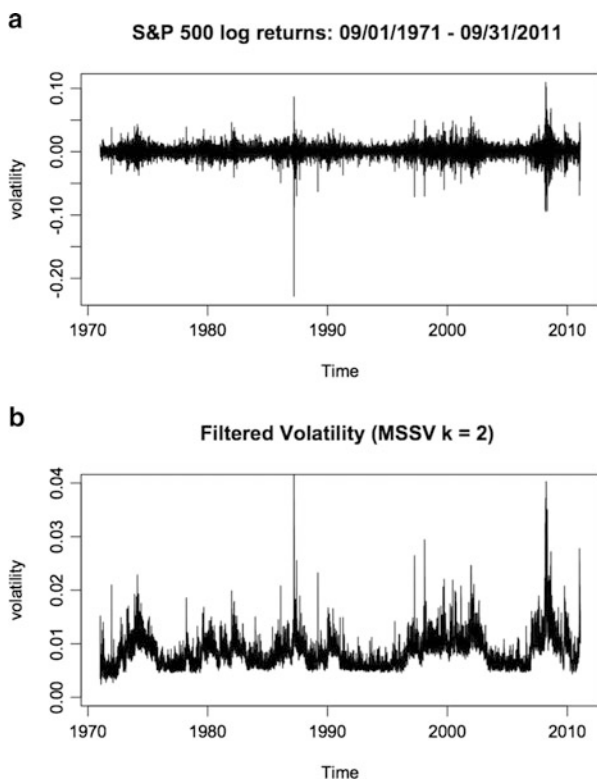 a
S&P 500 log returns: 09/01/1971 - 09/31/2011
volatility
0.10
0.00
-0.10
-0.20
1970 1980 1990 2000 2010
Time
b
Filtered Volatility (MSSV k = 2)
volatility
0.04
0.03
0.02
0.01
0.00
1970 1980 1990 2000 2010
Time